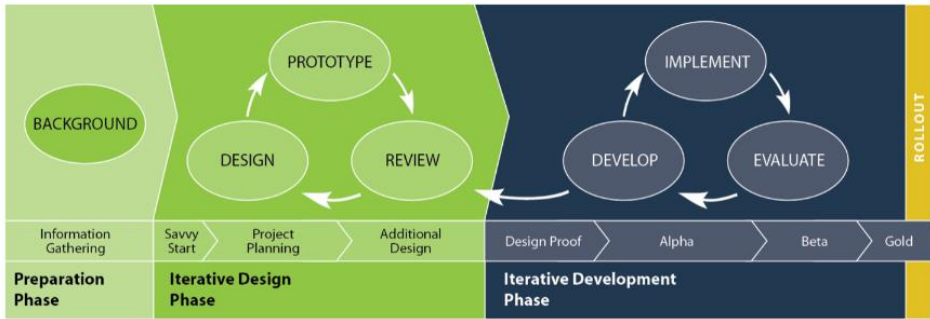 BACKGROUND
PROTOTYPE
DESIGN
REVIEW
IMPLEMENT
DEVELOP
EVALUATE
ROLLOUT
Information
Gathering
Savvy
Start
Project
Planning
Additional
Design
Design Proof
Alpha
Beta
Gold
Preparation
Phase
Iterative Design
Phase
Iterative Development
Phase